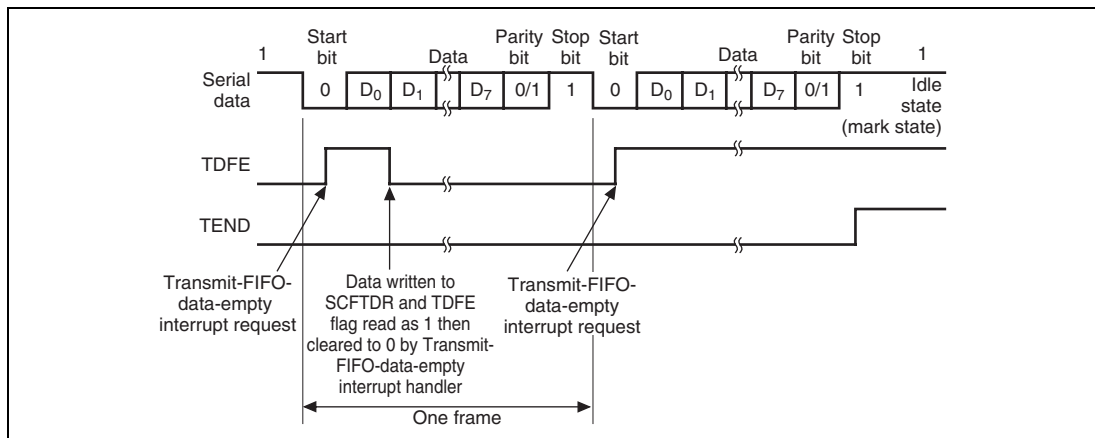 Start Parity Stop Start Parity Stop
1 bit Data bit bit bit Data bit bit 1
Serial data 0 D0 D1 D7 0/1 1 0 D0 D1 D7 0/1 1 Idle state (mark state)
TDFE
TEND
Transmit-FIFO-
data-empty
interrupt request
Data written to
SCFTDR and TDFE
flag read as 1 then
cleared to 0 by Transmit-
FIFO-data-empty
interrupt handler
Transmit-FIFO-
data-empty
interrupt request
One frame